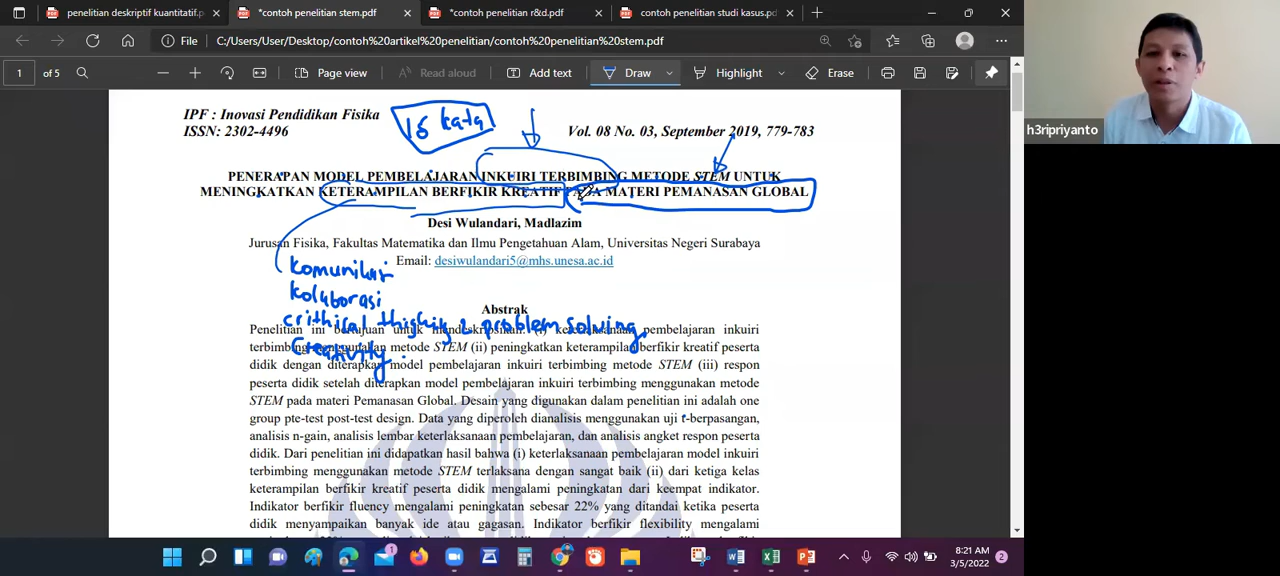 penelitian deskriptif kuantitatif.p
*contoh penelitian stem.pdf
*contoh penelitian r&d.pdf
contoh penelitian studi kasus.pd
File
C:/Users/User/Desktop/contoh%20artikel%20penelitian/contoh%20penelitian%20stem.pdf
1 of 5
Page view
Read aloud
Add text
Draw
Highlight
Erase
h3ripriyanto
IPF : Inovasi Pendidikan Fisika
ISSN: 2302-4496
15 kata
Vol. 08 No. 03, September 2019, 779-783
PENERAPAN MODEL PEMBELAJARAN INKUIRI TERBIMBING METODE STEM UNTUK
MENINGKATKAN KETERAMPILAN BERFIKIR KREATIF PADA MATERI PEMANASAN GLOBAL
Desi Wulandari, Madlazim
Jurusan Fisika, Fakultas Matematika dan Ilmu Pengetahuan Alam, Universitas Negeri Surabaya
Email: desiwulandari5@mhs.unesa.ac.id
komunikasi
kolaborasi
Abstrak
crithical thighing & problem solving
creativity.
Penelitian ini bertujuan untuk mendeskripsikan: (i) keterlaksanaan pembelajaran inkuiri
terbimbing menggunakan metode STEM (ii) peningkatan keterampilan berfikir kreatif peserta
didik dengan diterapkan model pembelajaran inkuiri terbimbing metode STEM (iii) respon
peserta didik setelah diterapkan model pembelajaran inkuiri terbimbing menggunakan metode
STEM pada materi Pemanasan Global. Desain yang digunakan dalam penelitian ini adalah one
group pte-test post-test design. Data yang diperoleh dianalisis menggunakan uji t-berpasangan,
analisis n-gain, analisis lembar keterlaksanaan pembelajaran, dan analisis angket respon peserta
didik. Dari penelitian ini didapatkan hasil bahwa (i) keterlaksanaan pembelajaran model inkuiri
terbimbing menggunakan metode STEM terlaksana dengan sangat baik (ii) dari ketiga kelas
keterampilan berfikir kreatif peserta didik mengalami peningkatan dari keempat indikator.
Indikator berfikir fluency mengalami peningkatan sebesar 22% yang ditandai ketika peserta
didik menyampaikan banyak ide atau gagasan. Indikator berfikir flexibility mengalami
8:21 AM
3/5/2022
2